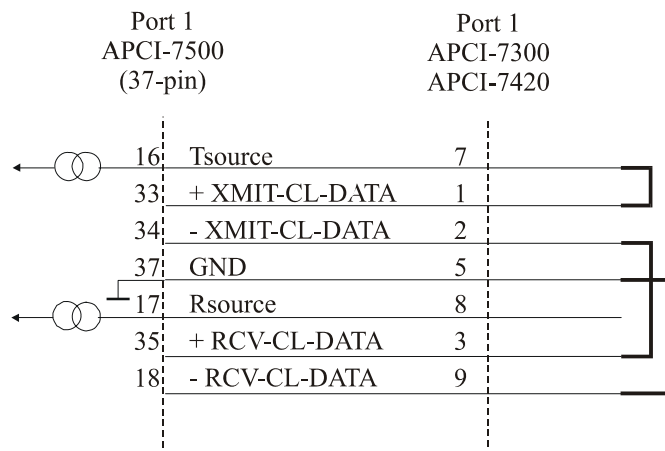 Port 1
APCI-7500
(37-pin)
Port 1
APCI-7300
APCI-7420
16 Tsource 7
33 + XMIT-CL-DATA 1
34 - XMIT-CL-DATA 2
37 GND 5
17 Rsource 8
35 + RCV-CL-DATA 3
18 - RCV-CL-DATA 9